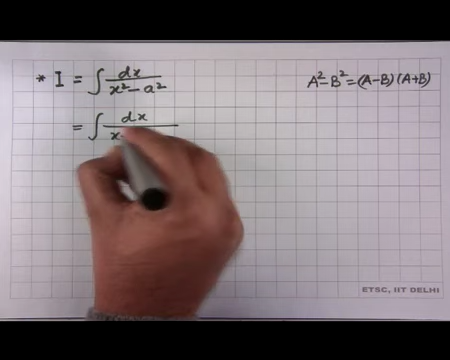 * I = ∫ dx / x² - a²
A² - B² = (A-B) (A+B)
= ∫ dx / x-
ETSC, IIT DELHI